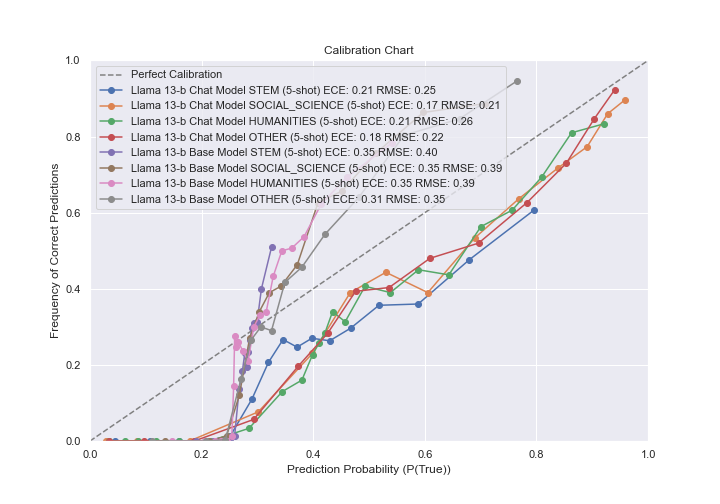 Calibration Chart
1.0
0.8
0.6
0.4
0.2
0.0
Frequency of Correct Predictions
Perfect Calibration
Llama 13-b Chat Model STEM (5-shot) ECE: 0.21 RMSE: 0.25
Llama 13-b Chat Model SOCIAL_SCIENCE (5-shot) ECE: 0.17 RMSE: 0.21
Llama 13-b Chat Model HUMANITIES (5-shot) ECE: 0.21 RMSE: 0.26
Llama 13-b Chat Model OTHER (5-shot) ECE: 0.18 RMSE: 0.22
Llama 13-b Base Model STEM (5-shot) ECE: 0.35 RMSE: 0.40
Llama 13-b Base Model SOCIAL_SCIENCE (5-shot) ECE: 0.35 RMSE: 0.39
Llama 13-b Base Model HUMANITIES (5-shot) ECE: 0.35 RMSE: 0.39
Llama 13-b Base Model OTHER (5-shot) ECE: 0.31 RMSE: 0.35
0.0 0.2 0.4 0.6 0.8 1.0
Prediction Probability (P(True))